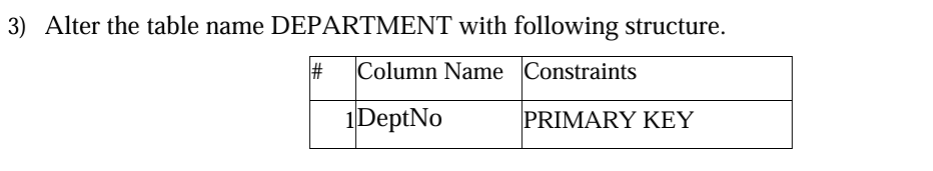 3) Alter the table name DEPARTMENT with following structure.
# Column Name Constraints
1 DeptNo PRIMARY KEY